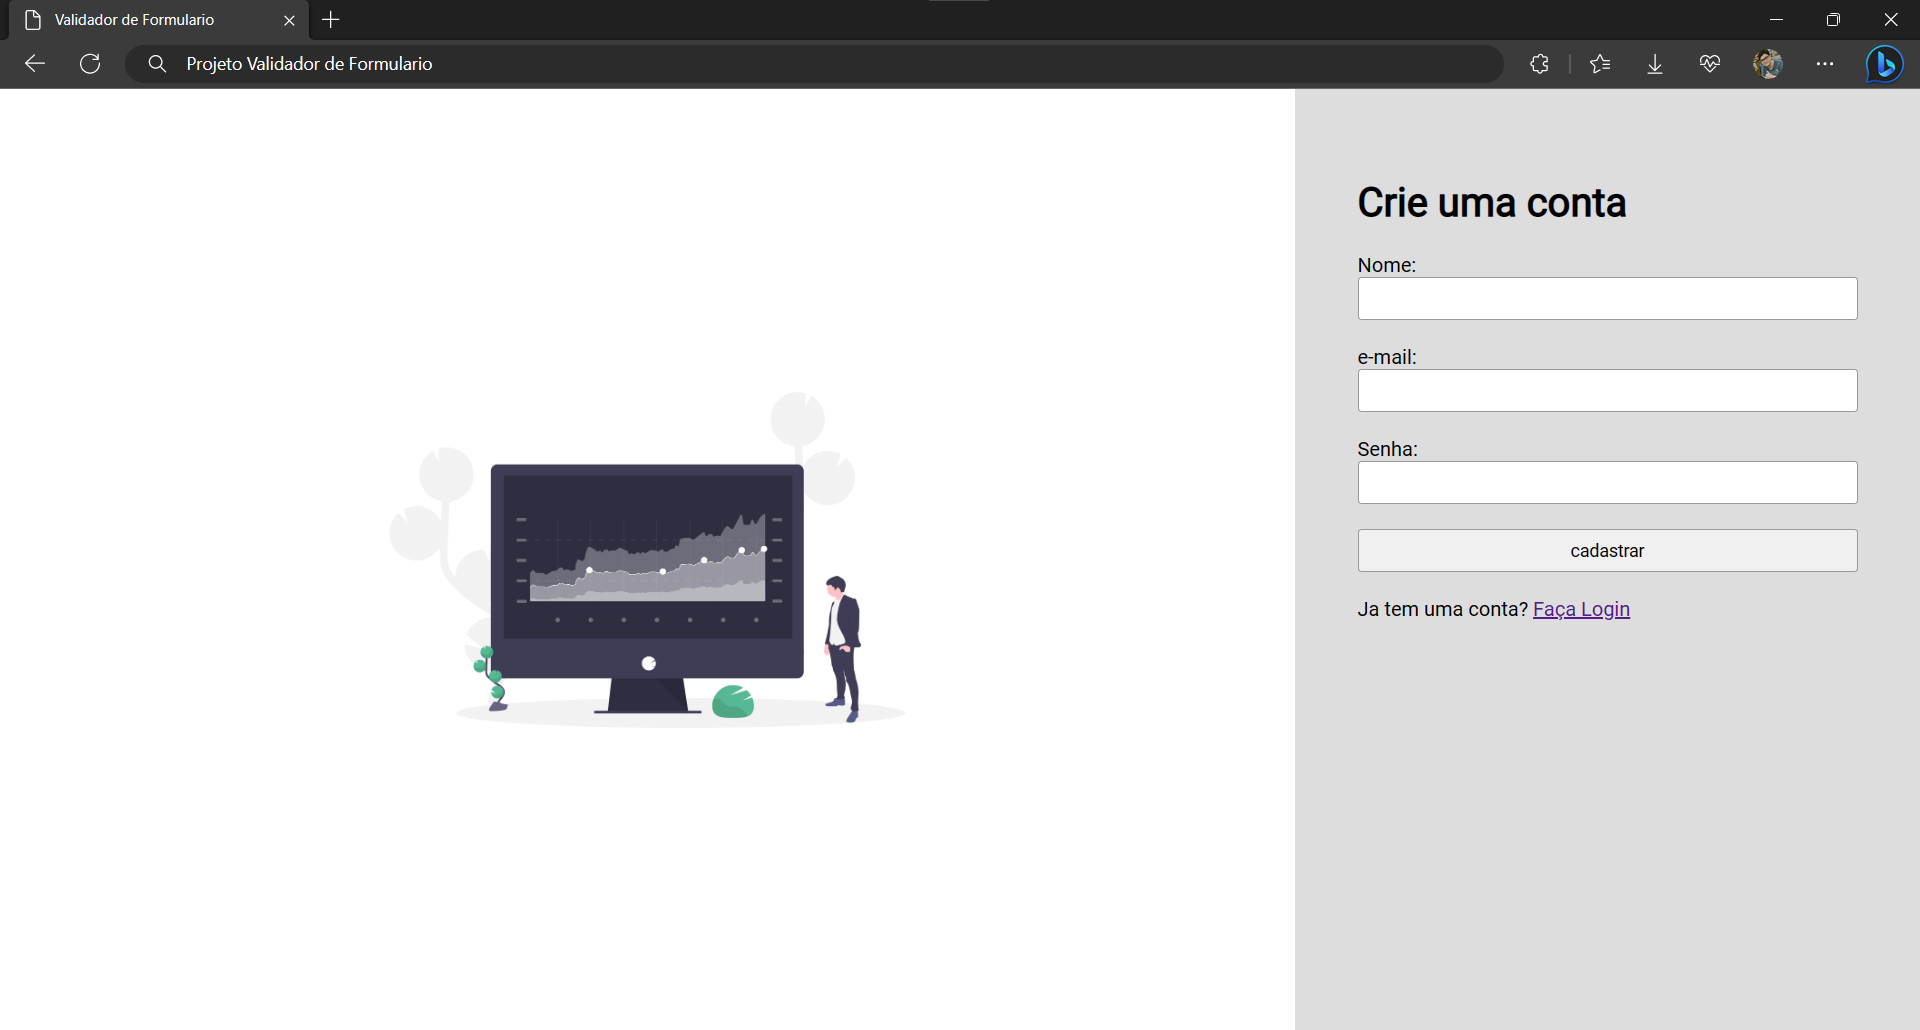 Validador de Formulario
Projeto Validador de Formulario
Crie uma conta
Nome:
e-mail:
Senha:
cadastrar
Ja tem uma conta? Faça Login